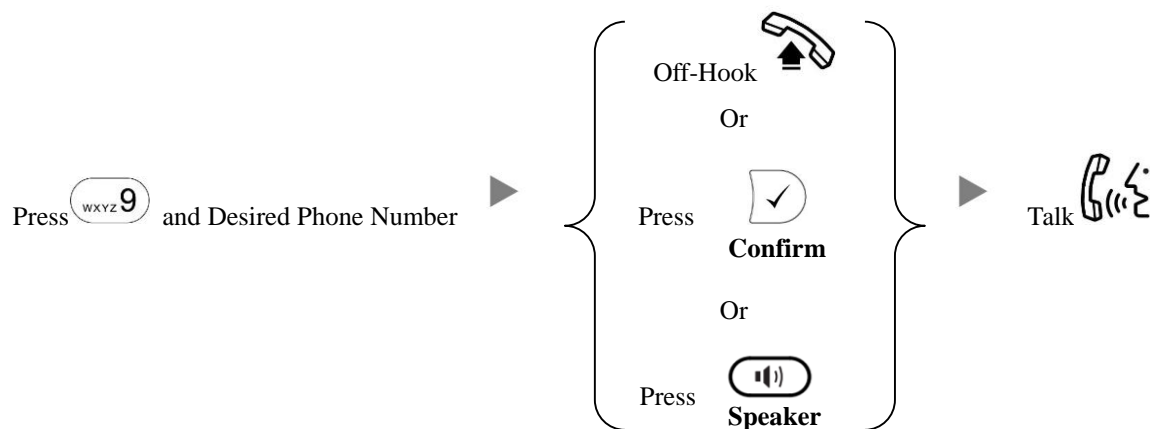 Off-Hook
Or
Press WXYZ 9 and Desired Phone Number
Press
Confirm
Talk
Or
Press
Speaker